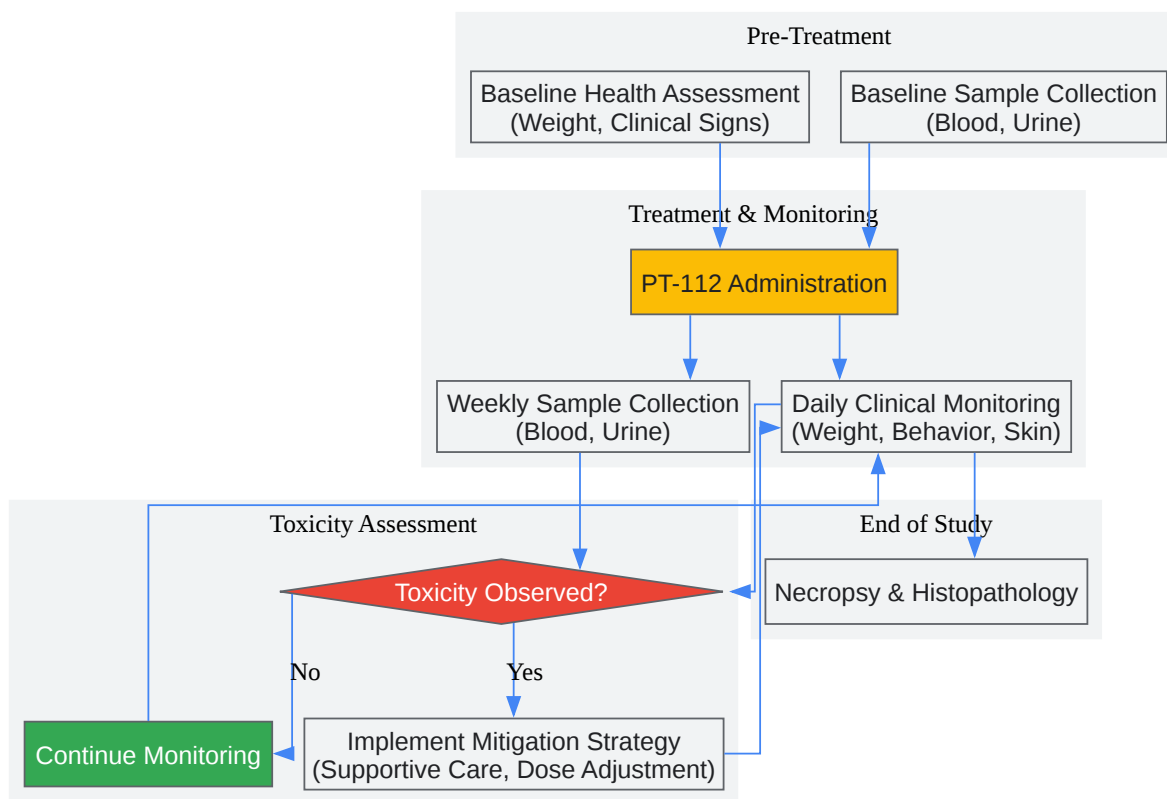 Pre-Treatment
Baseline Health Assessment
(Weight, Clinical Signs)
Baseline Sample Collection
(Blood, Urine)
Treatment & Monitoring
PT-112 Administration
Weekly Sample Collection
(Blood, Urine)
Daily Clinical Monitoring
(Weight, Behavior, Skin)
Toxicity Assessment
End of Study
Toxicity Observed?
Necropsy & Histopathology
No
Yes
Continue Monitoring
Implement Mitigation Strategy
(Supportive Care, Dose Adjustment)